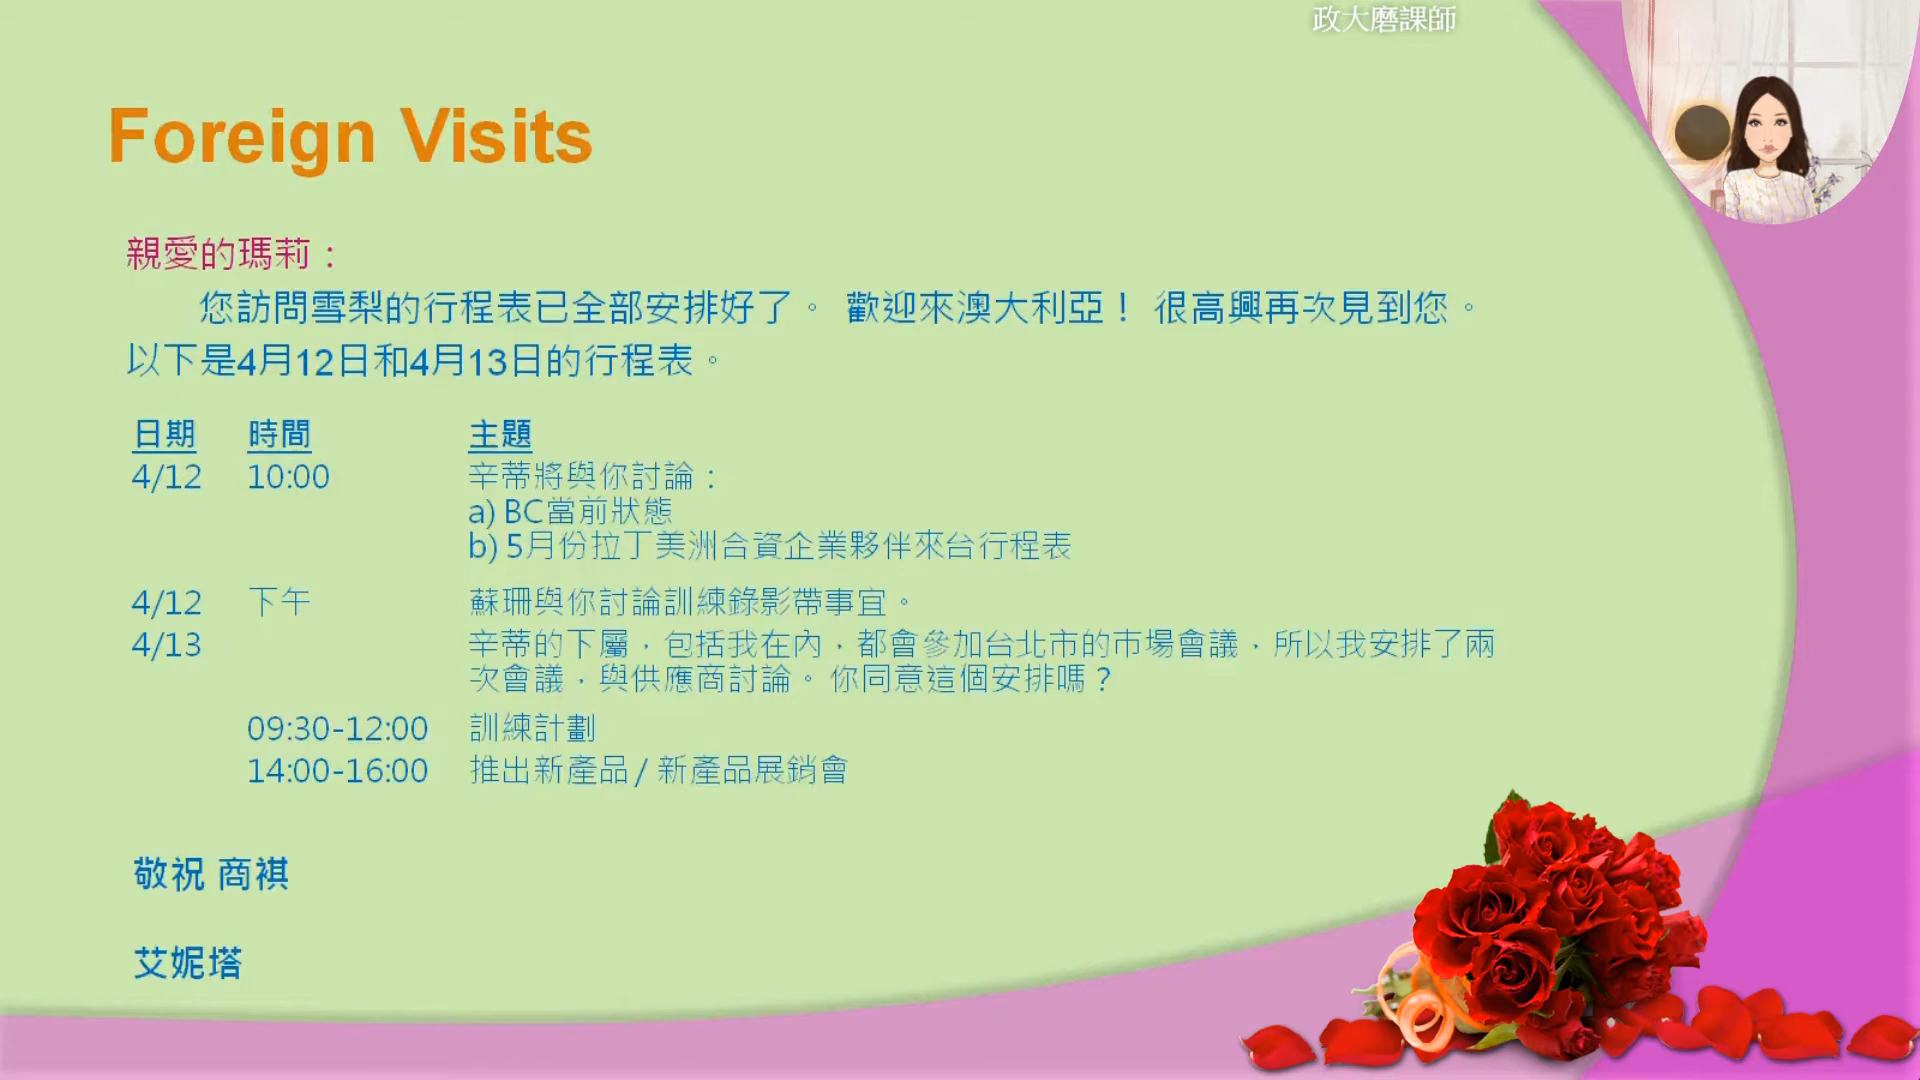 政大磨課師
Foreign Visits
親愛的瑪莉：
您訪問雪梨的行程表已全部安排好了。 歡迎來澳大利亞！ 很高興再次見到您。
以下是4月12日和4月13日的行程表。
日期 時間 主題
4/12 10:00 辛蒂將與你討論：
a) BC當前狀態
b) 5月份拉丁美洲合資企業夥伴來台行程表
4/12 下午 蘇珊與你討論訓練錄影帶事宜。
4/13 辛蒂的下屬，包括我在內，都會參加台北市的市場會議，所以我安排了兩
次會議，與供應商討論。你同意這個安排嗎？
09:30-12:00 訓練計劃
14:00-16:00 推出新產品/ 新產品展銷會
敬祝 商祺
艾妮塔